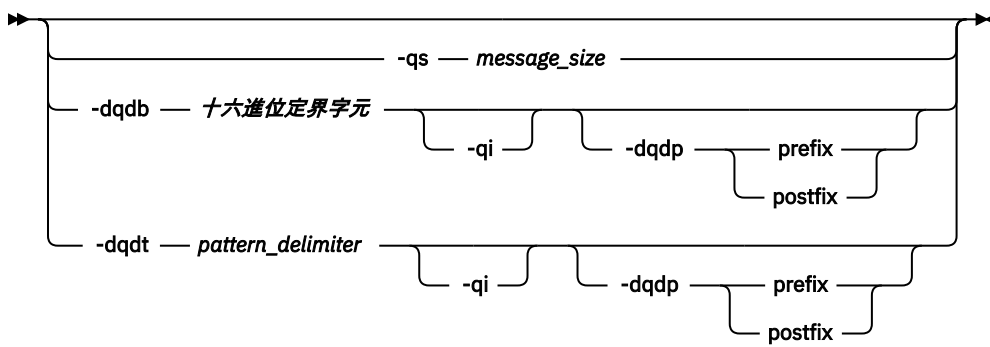 -qs message_size
-dqdb 十六進位定界字元
-qi -dqdp prefix
postfix
-dqdt pattern_delimiter
-qi -dqdp prefix
postfix